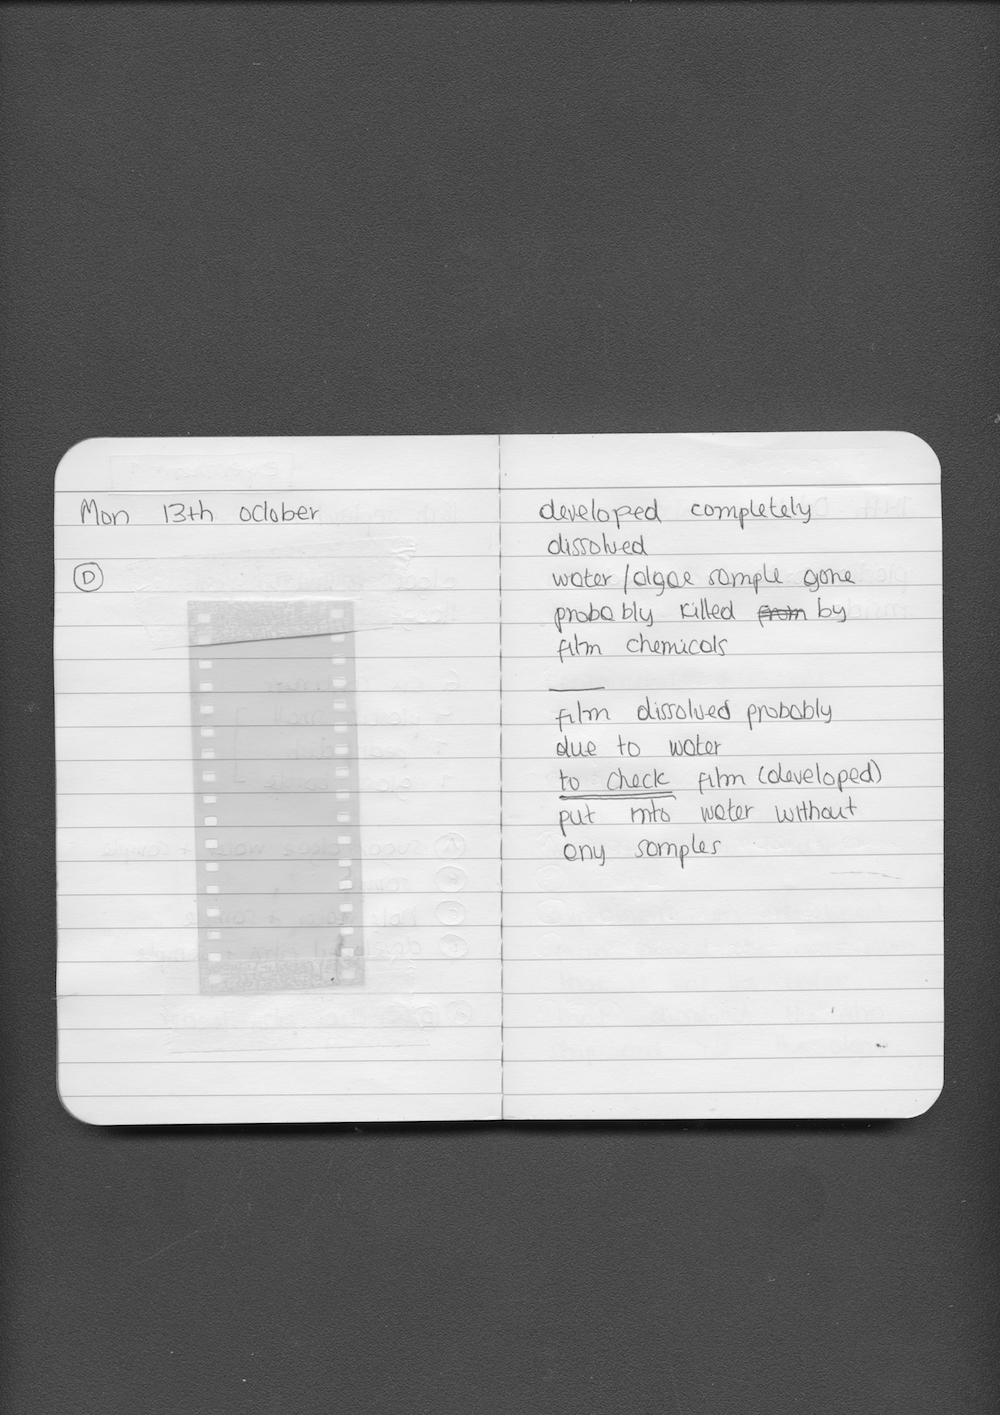 Mon 13th october
D
developed completely
dissolved
water/algae sample gone
probably killed from by
film chemicals
film dissolved probably
due to water
to check film (developed)
put into water without
any samples